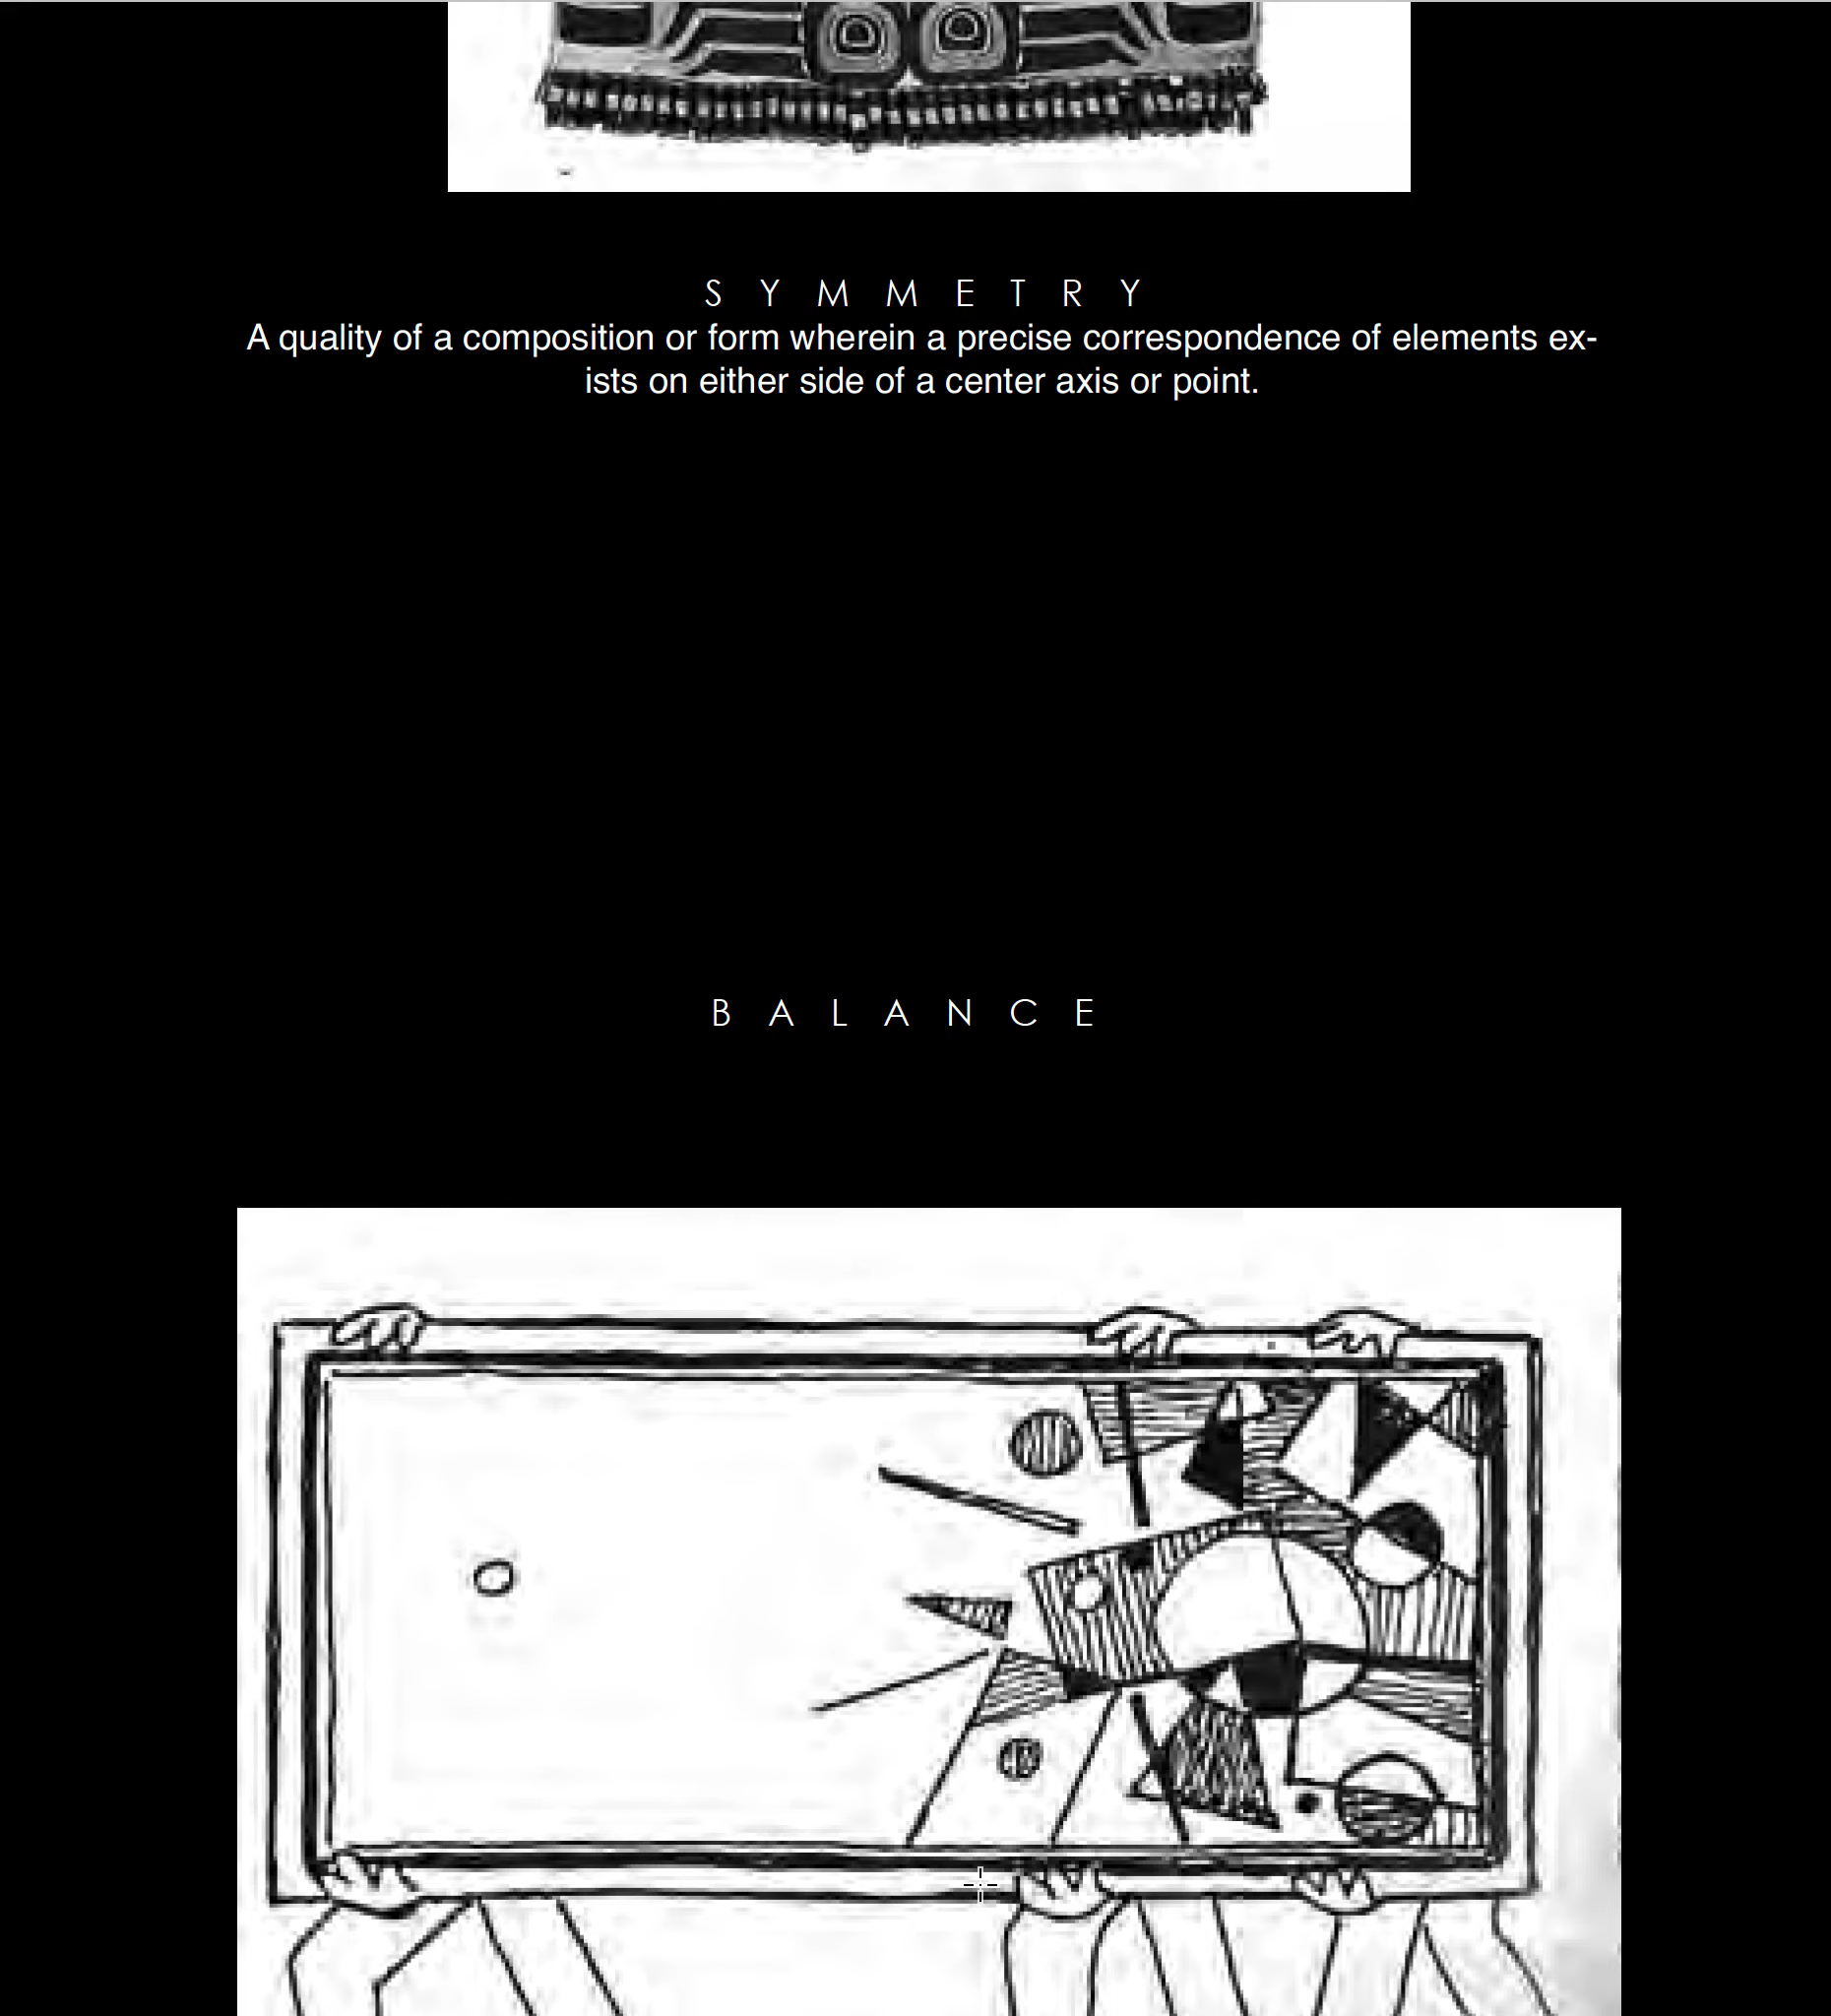 S Y M M E T R Y
A quality of a composition or form wherein a precise correspondence of elements ex-
ists on either side of a center axis or point.
B A L A N C E